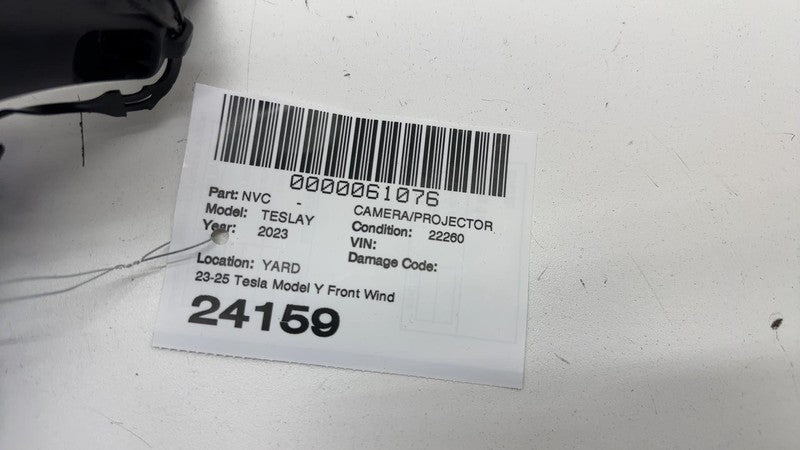 0000061076
Part: NVC - CAMERA/PROJECTOR
Model: TESLAY Condition: 22260
Year: 2023 VIN:
Damage Code:
Location: YARD
23-25 Tesla Model Y Front Wind
24159